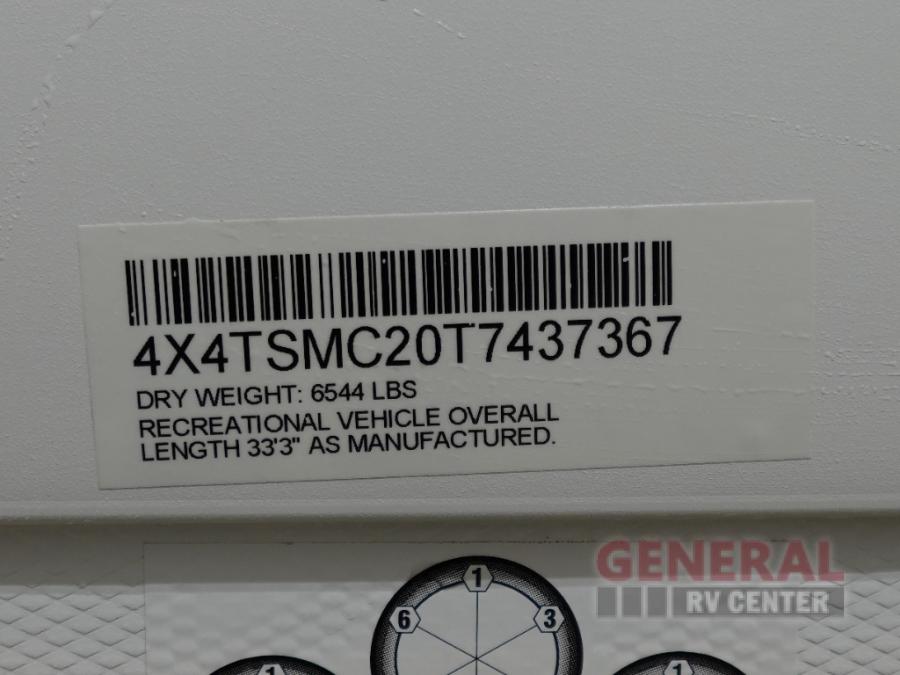 4X4TSMC20T7437367
DRY WEIGHT: 6544 LBS
RECREATIONAL VEHICLE OVERALL
LENGTH 33'3" AS MANUFACTURED.
GENERAL
RV CENTER
1
6
3
1
1